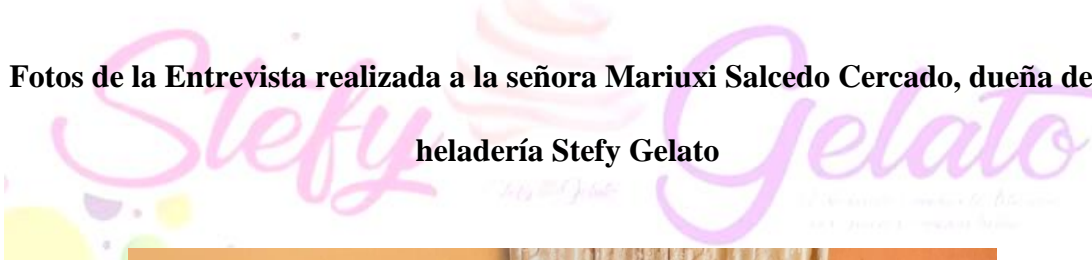 Fotos de la Entrevista realizada a la señora Mariuxi Salcedo Cercado, dueña de
heladería Stefy Gelato
Stefy Gelato